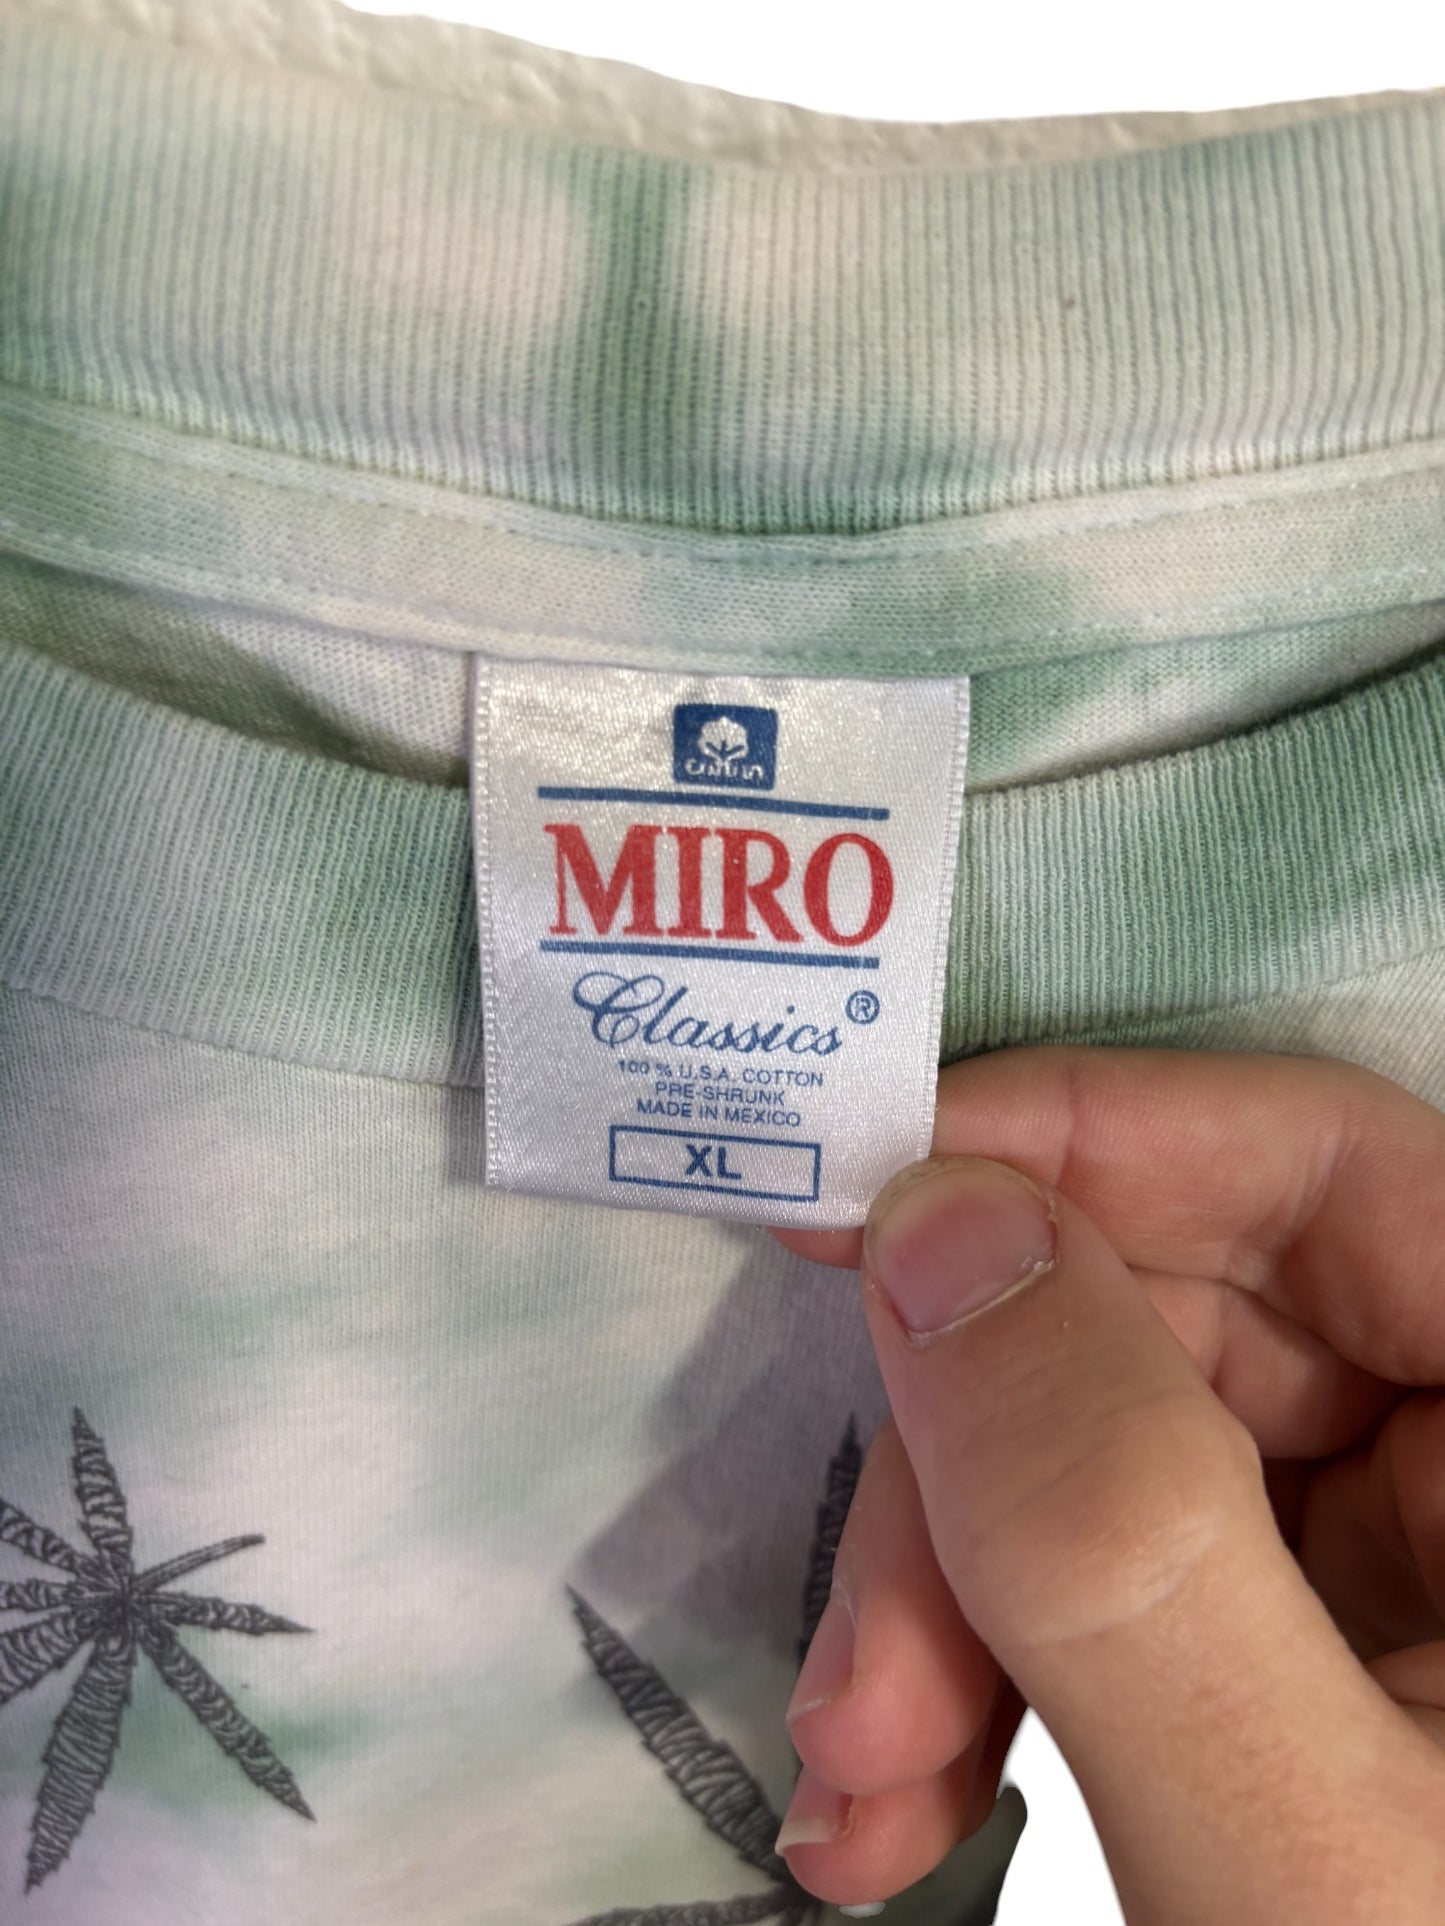 MIRO
Classics®
100 % U.S.A. COTTON
PRE-SHRUNK
MADE IN MEXICO
XL